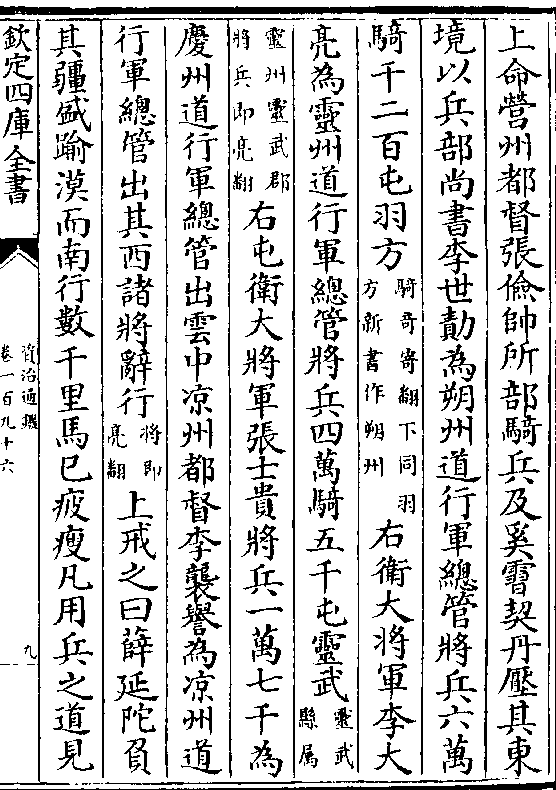 上命營州都督張儉帥所部騎兵及奚霫契丹壓其東
境以兵部尚書李世勣為朔州道行軍總管將兵六萬
騎千二百屯羽方騎奇寄翻下同羽方新書作朔州右衛大將軍李大
亮為靈州道行軍總管將兵四萬騎五千屯靈武靈武縣屬
靈州靈武郡將兵即亮翻右屯衛大將軍張士貴將兵一萬七千為
慶州道行軍總管出雲中凉州都督李襲譽為凉州道
行軍總管出其西諸將辭行將即亮翻上戒之曰薛延陀負
其疆盛踰漠而南行數千里馬已疲瘦凡用兵之道見
欽定四庫全書
資治通鑑
卷一百九十六
九